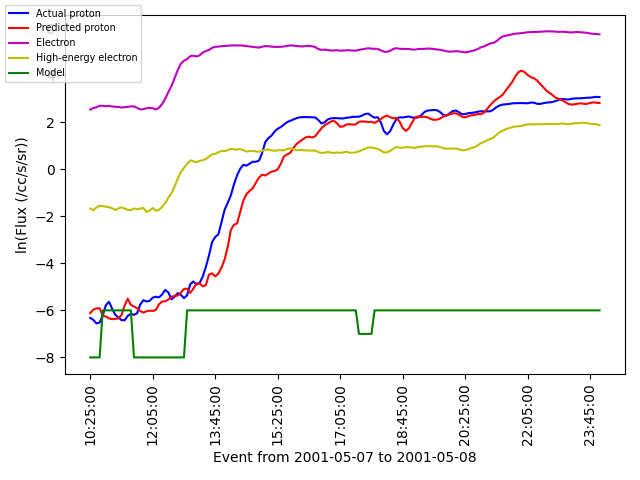 Actual proton
Predicted proton
Electron
High-energy electron
Model
ln(Flux (/cc/s/sr))
2
0
−2
−4
−6
−8
10:25:00
12:05:00
13:45:00
15:25:00
17:05:00
18:45:00
20:25:00
22:05:00
23:45:00
Event from 2001-05-07 to 2001-05-08